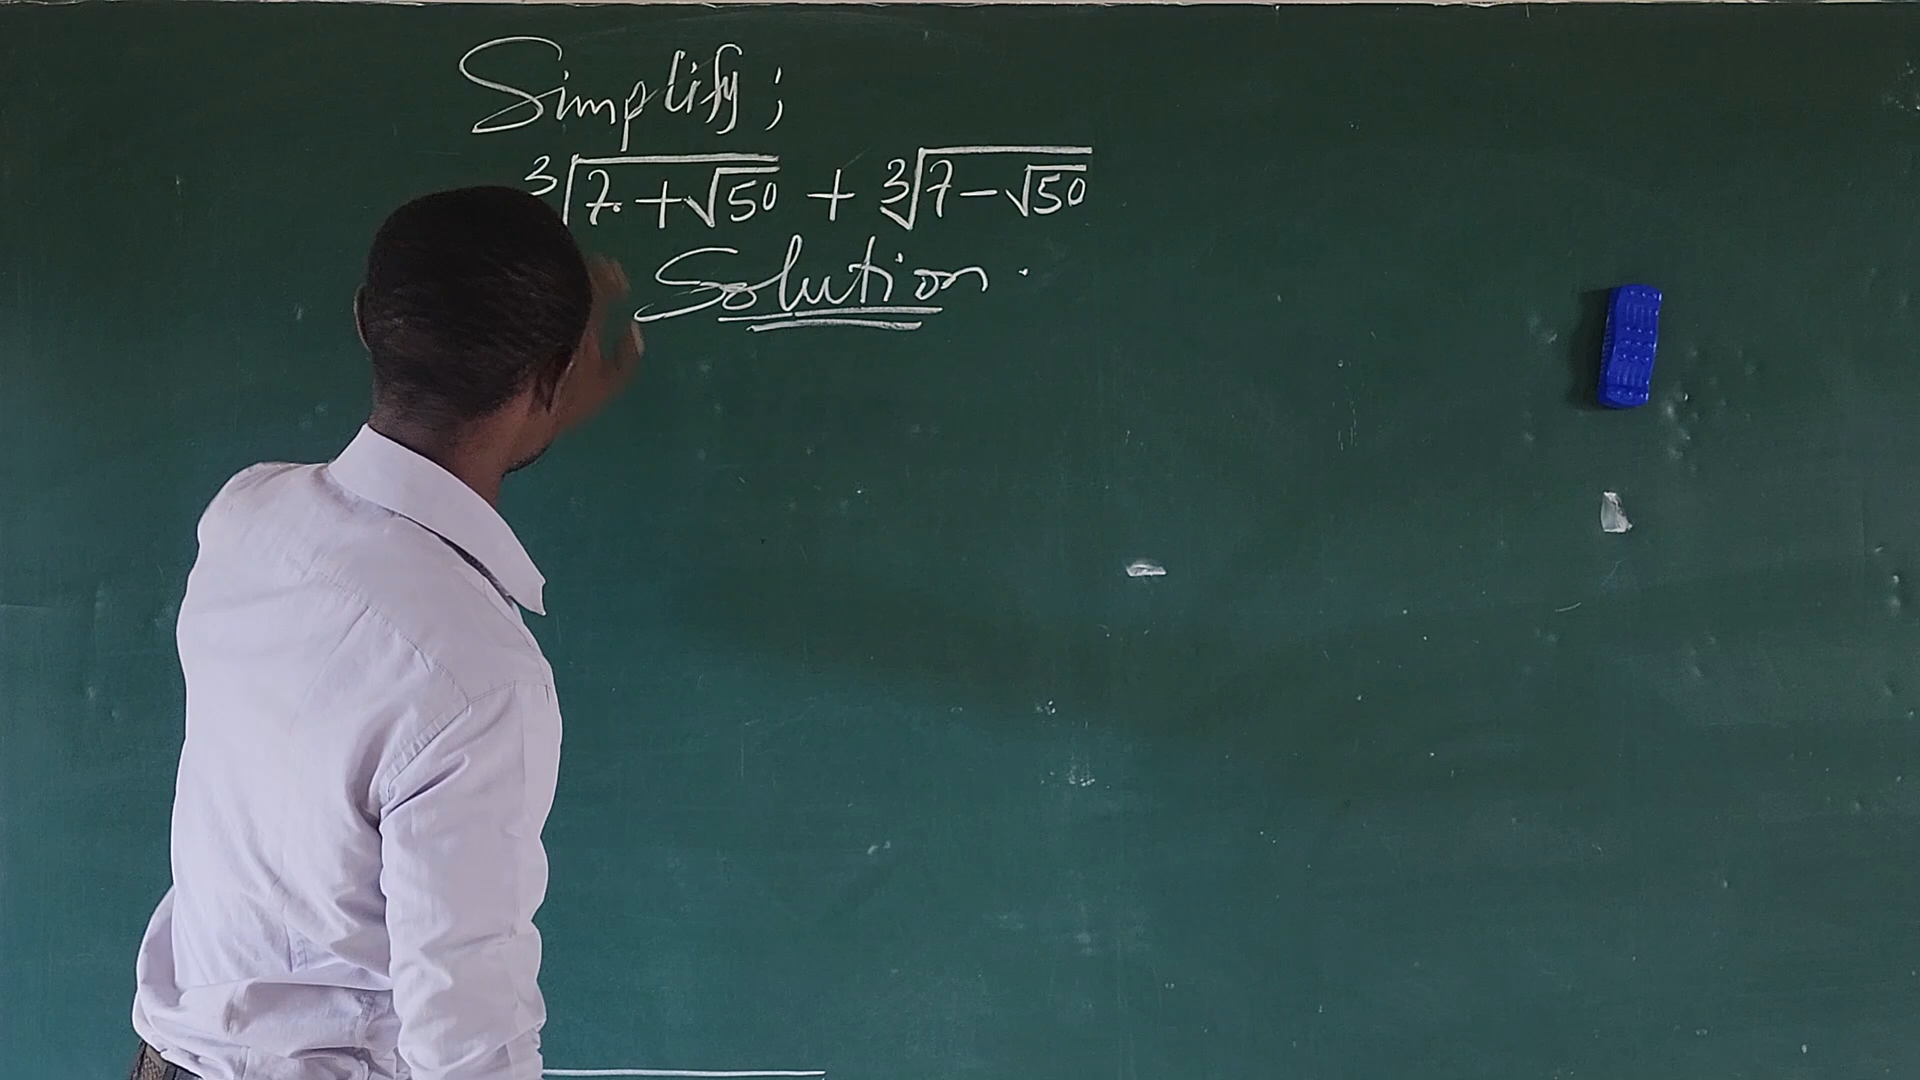 Simplify;
∛(7 + √50) + ∛(7 - √50)
Solution.